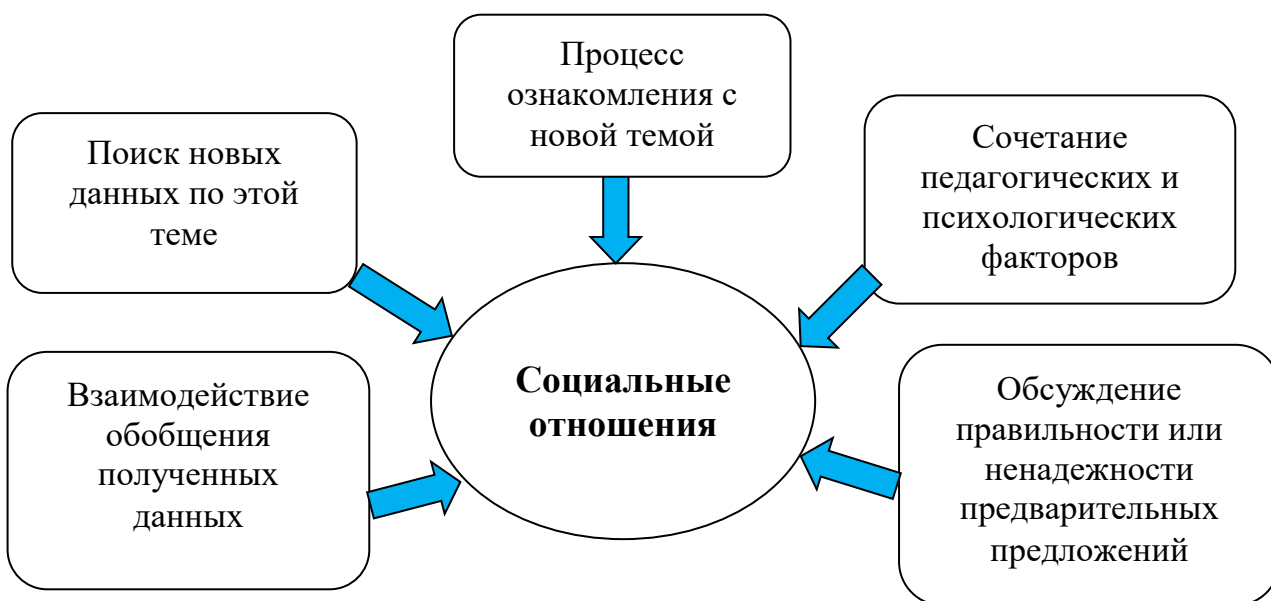 Процесс
ознакомления с
новой темой
Поиск новых
данных по этой
теме
Сочетание
педагогических и
психологических
факторов
Социальные
отношения
Взаимодействие
обобщения
полученных
данных
Обсуждение
правильности или
ненадежности
предварительных
предложений